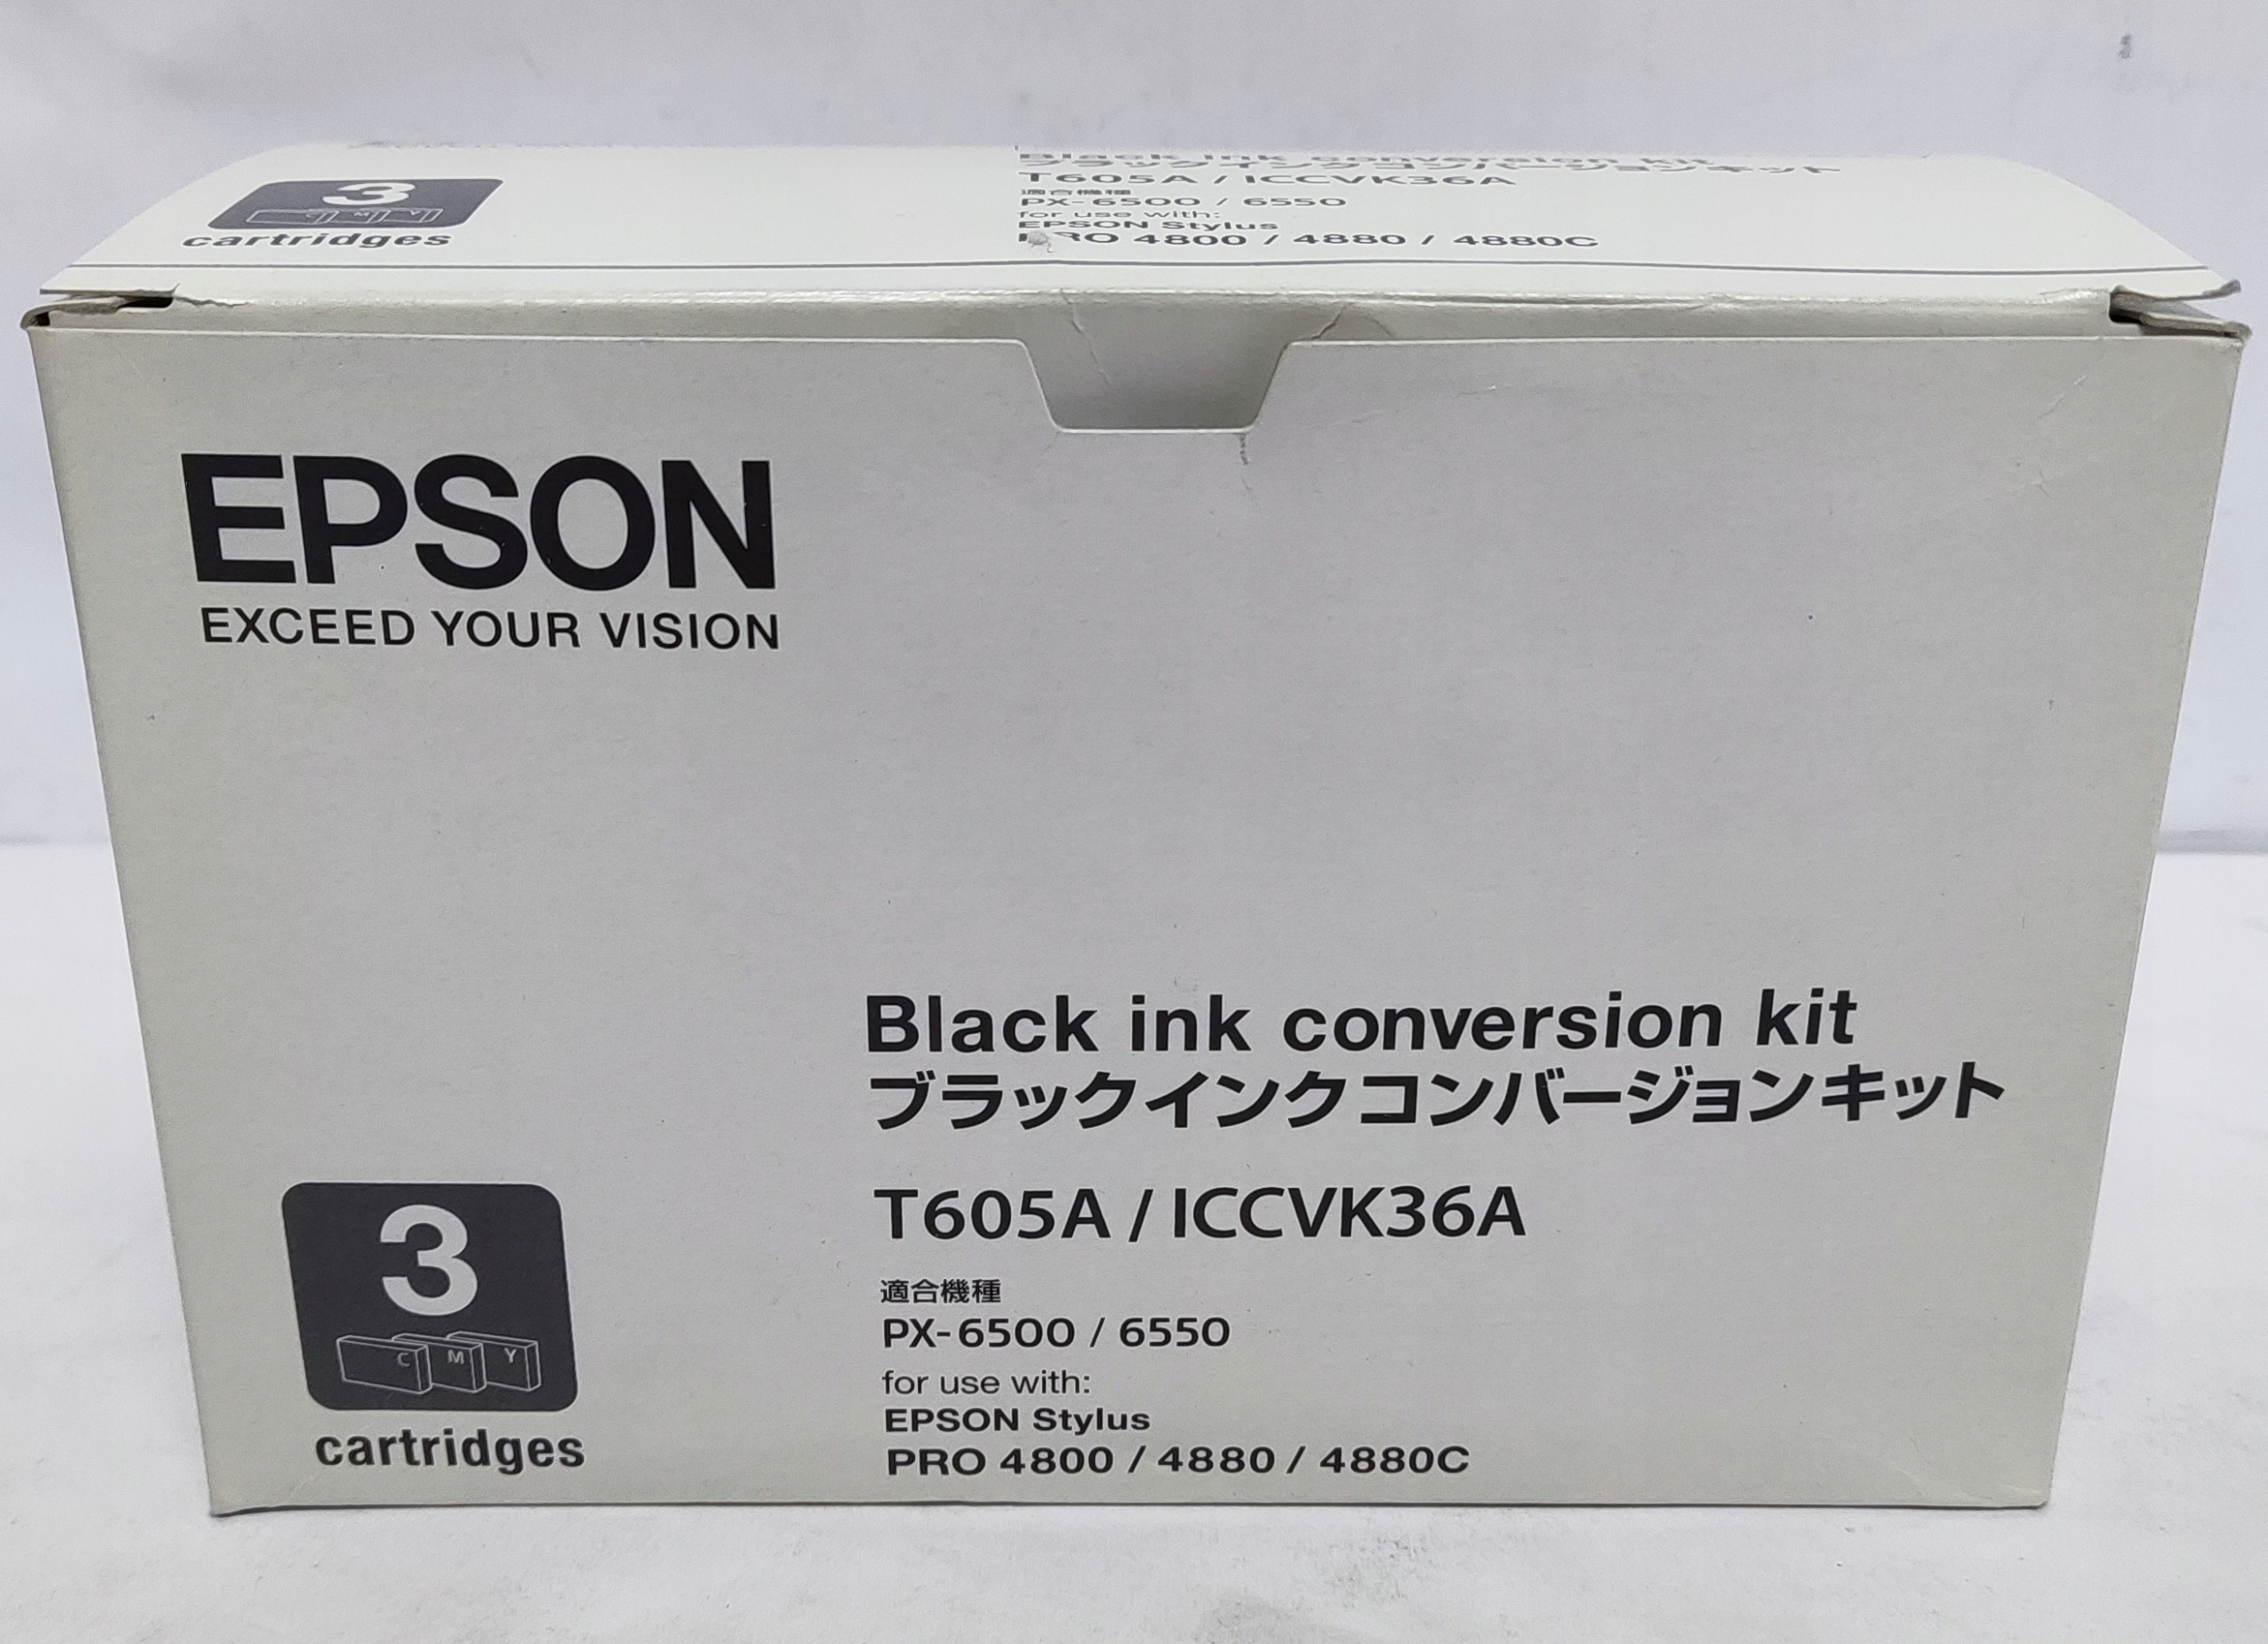 3
C M Y
cartridges
Black ink conversion kit
ブラックインクコンバージョンキット
T605A / ICCVK36A
適合機種
PX-6500 / 6550
for use with:
EPSON Stylus
PRO 4800 / 4880 / 4880C
EPSON
EXCEED YOUR VISION
Black ink conversion kit
ブラックインクコンバージョンキット
T605A / ICCVK36A
適合機種
PX-6500 / 6550
for use with:
EPSON Stylus
PRO 4800 / 4880 / 4880C
3
C M Y
cartridges